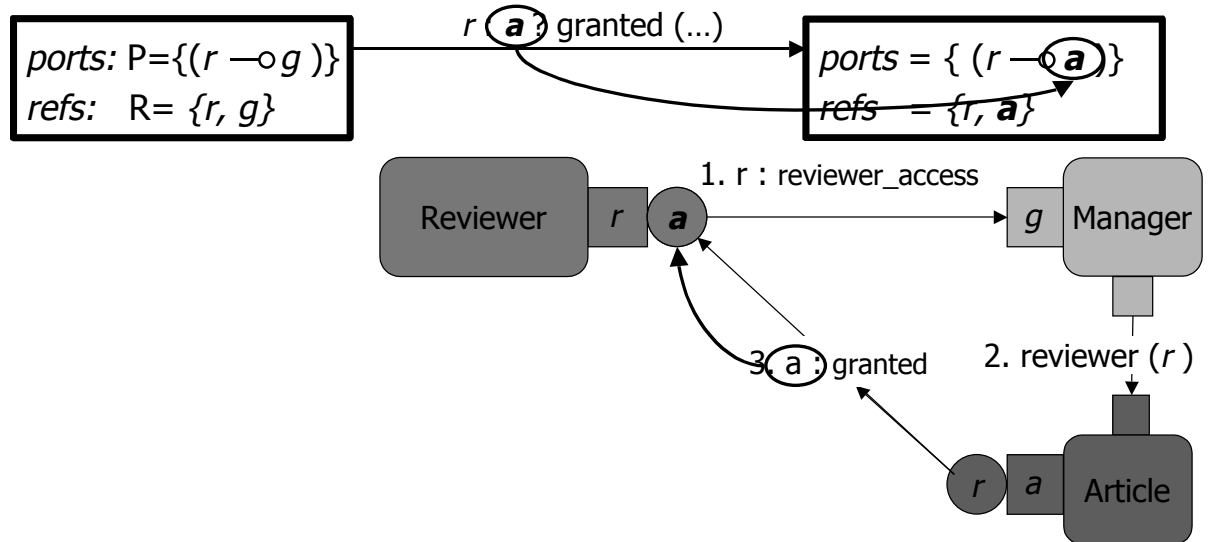 r : a ? granted (…)
ports: P={(r —o g )}
refs: R= {r, g}
ports = { (r —o a )}
refs = {r, a}
1. r : reviewer_access
Reviewer
r
a
g
Manager
3. a : granted
2. reviewer (r )
r
a
Article